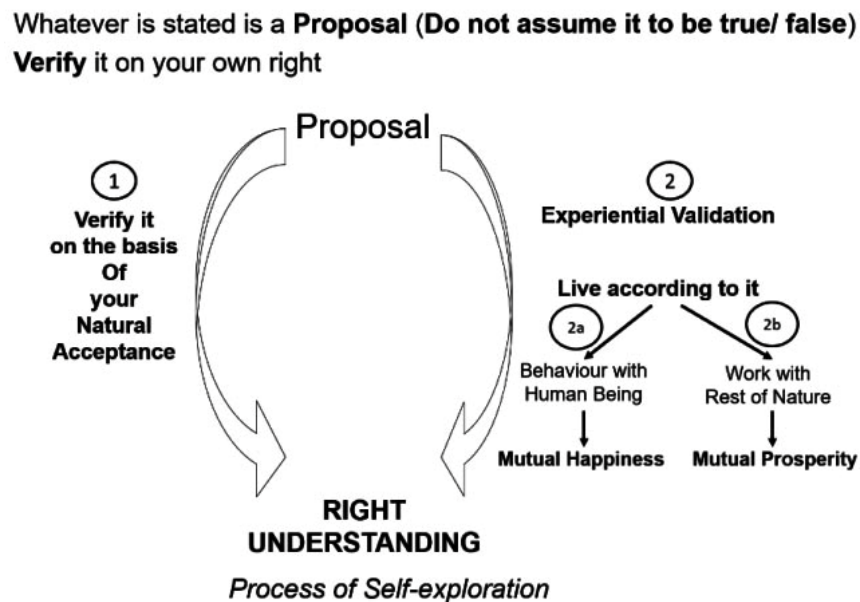 Whatever is stated is a Proposal (Do not assume it to be true/ false)
Verify it on your own right
Proposal
1
Verify it
on the basis
Of
your
Natural
Acceptance
2
Experiential Validation
Live according to it
2a
2b
Behaviour with
Human Being
Work with
Rest of Nature
Mutual Happiness
Mutual Prosperity
RIGHT
UNDERSTANDING
Process of Self-exploration